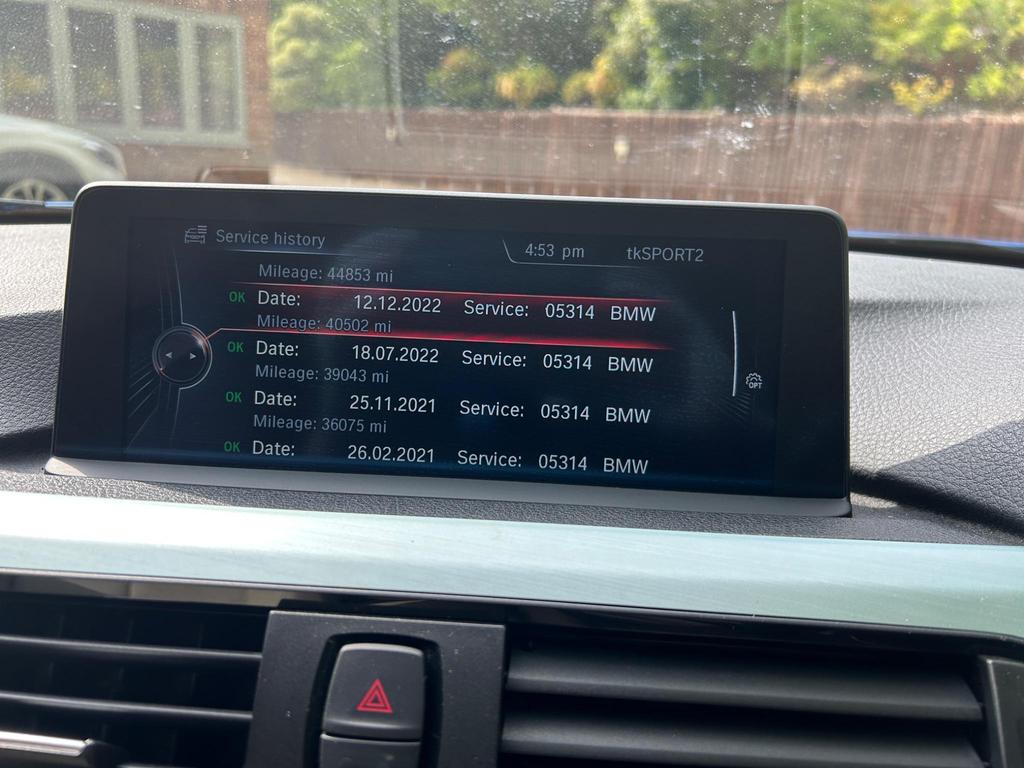 Service history 4:53 pm tkSPORT2
Mileage: 44853 mi
OK Date: 12.12.2022 Service: 05314 BMW
Mileage: 40502 mi
OK Date: 18.07.2022 Service: 05314 BMW
Mileage: 39043 mi
OK Date: 25.11.2021 Service: 05314 BMW
Mileage: 36075 mi
OPT
OK Date: 26.02.2021 Service: 05314 BMW